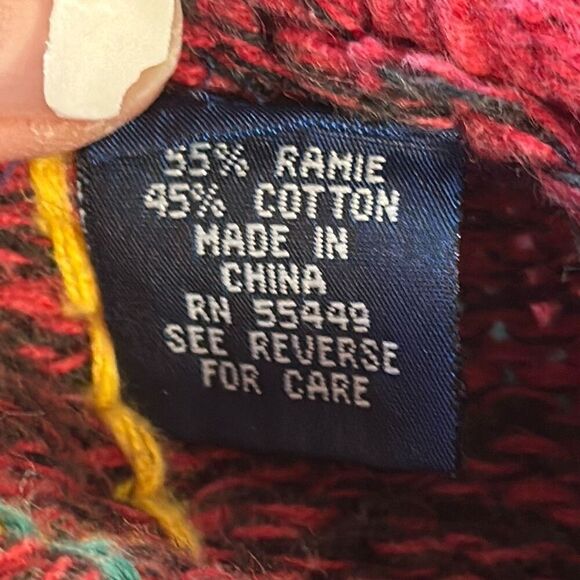 55% RAMIE
45% COTTON
MADE IN
CHINA
RN 55449
SEE REVERSE
FOR CARE